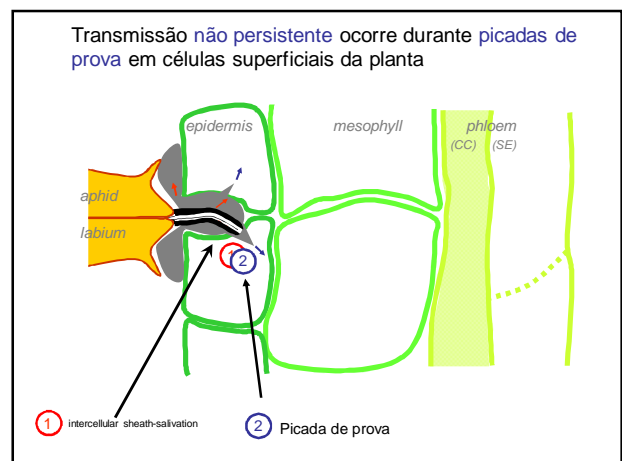 Transmissão não persistente ocorre durante picadas de
prova em células superficiais da planta
epidermis
mesophyll
phloem
(CC) (SE)
aphid
labium
1
2
1 intercellular sheath-salivation
2 Picada de prova